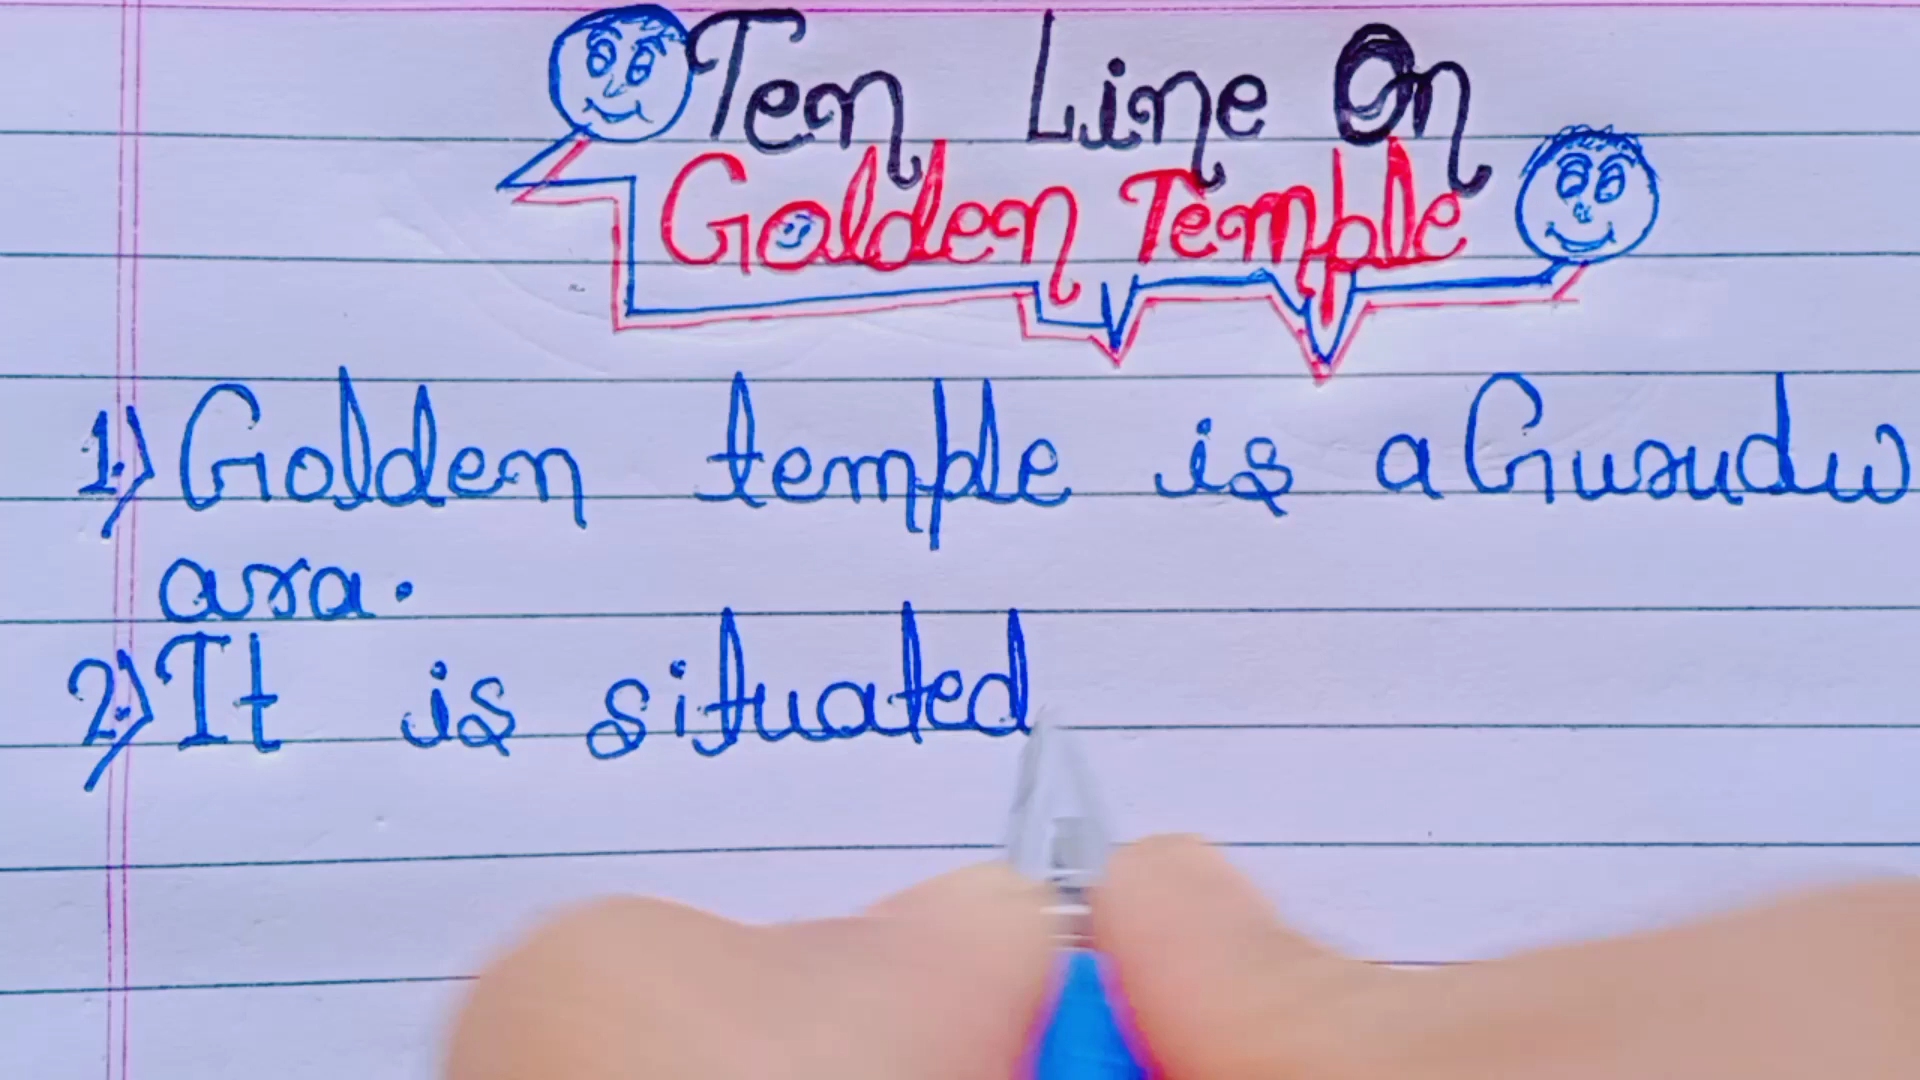 Ten Line On
Golden Temple
1) Golden temple is a Gurudw
ara.
2) It is situated